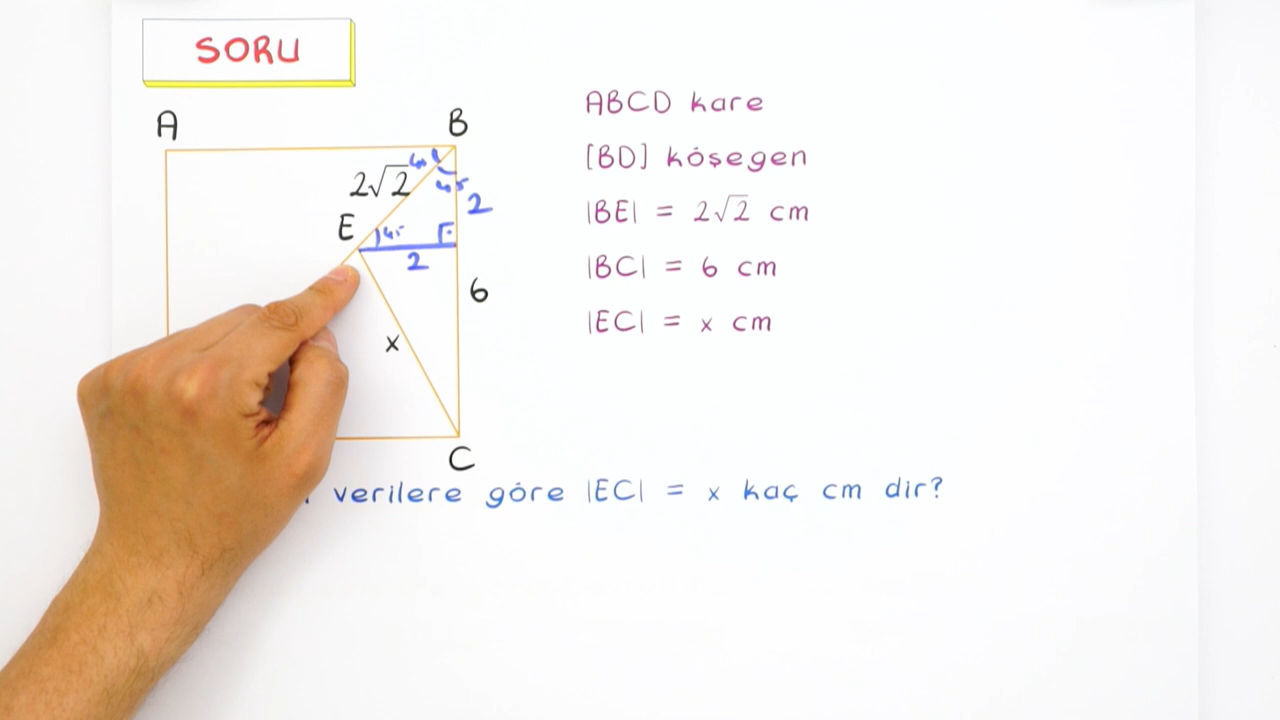 SORU
A
B
2√2
45
45
2
E
45
2
6
x
C
ABCD kare
[BD] köşegen
|BE| = 2√2 cm
|BC| = 6 cm
|EC| = x cm
verilere göre |EC| = x kaç cm dir?